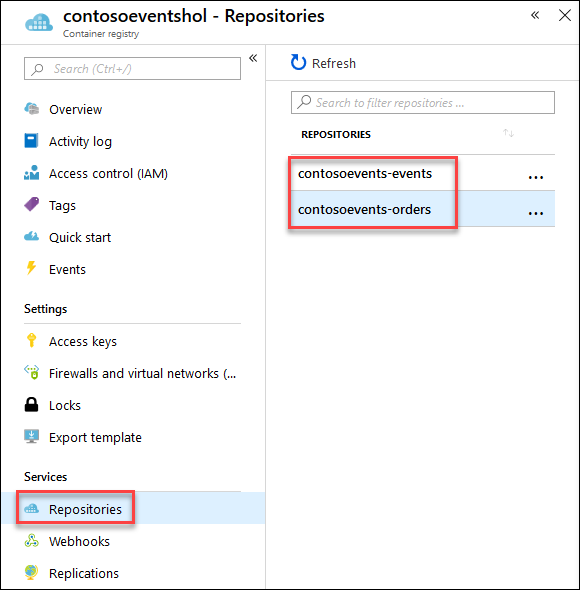 contosoeventshol - Repositories
Container registry
Search (Ctrl+/)
Overview
Activity log
Access control (IAM)
Tags
Quick start
Events
Settings
Access keys
Firewalls and virtual networks (...
Locks
Export template
Services
Repositories
Webhooks
Replications
Refresh
Search to filter repositories ...
REPOSITORIES
contosoevents-events
contosoevents-orders